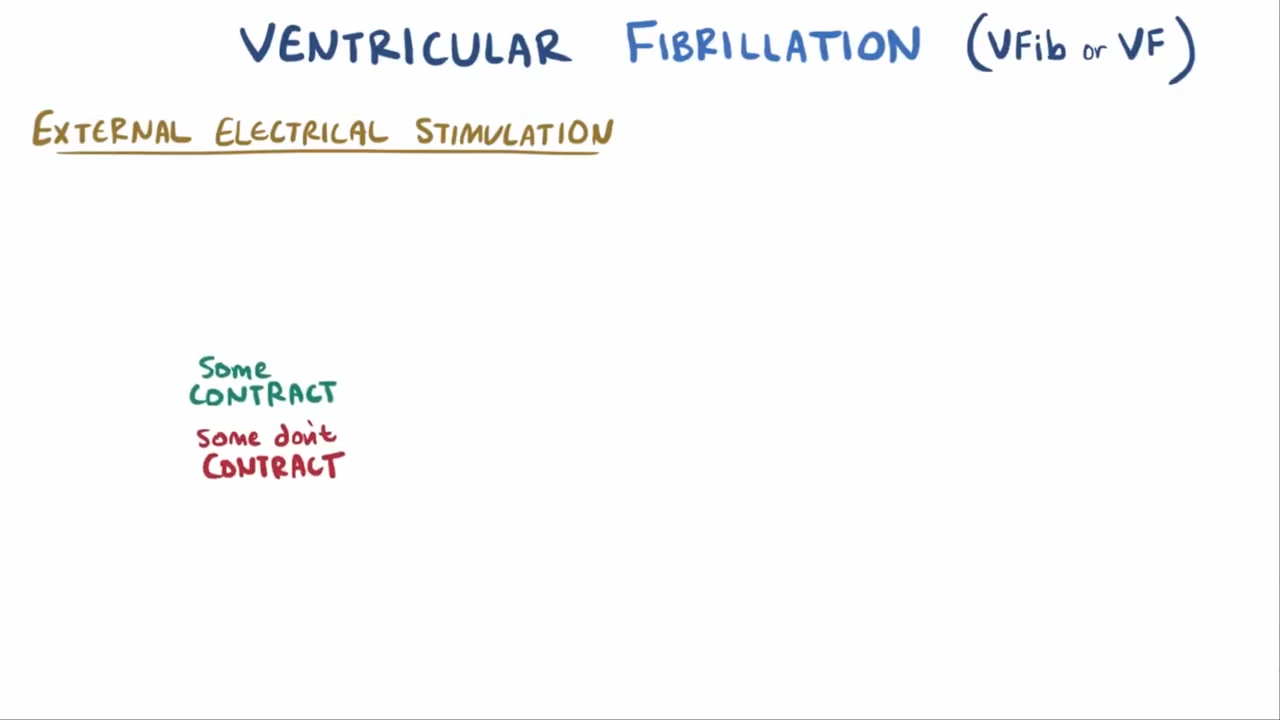 VENTRICULAR FIBRILLATION (VFib or VF)
EXTERNAL ELECTRICAL STIMULATION
Some
CONTRACT
Some don't
CONTRACT